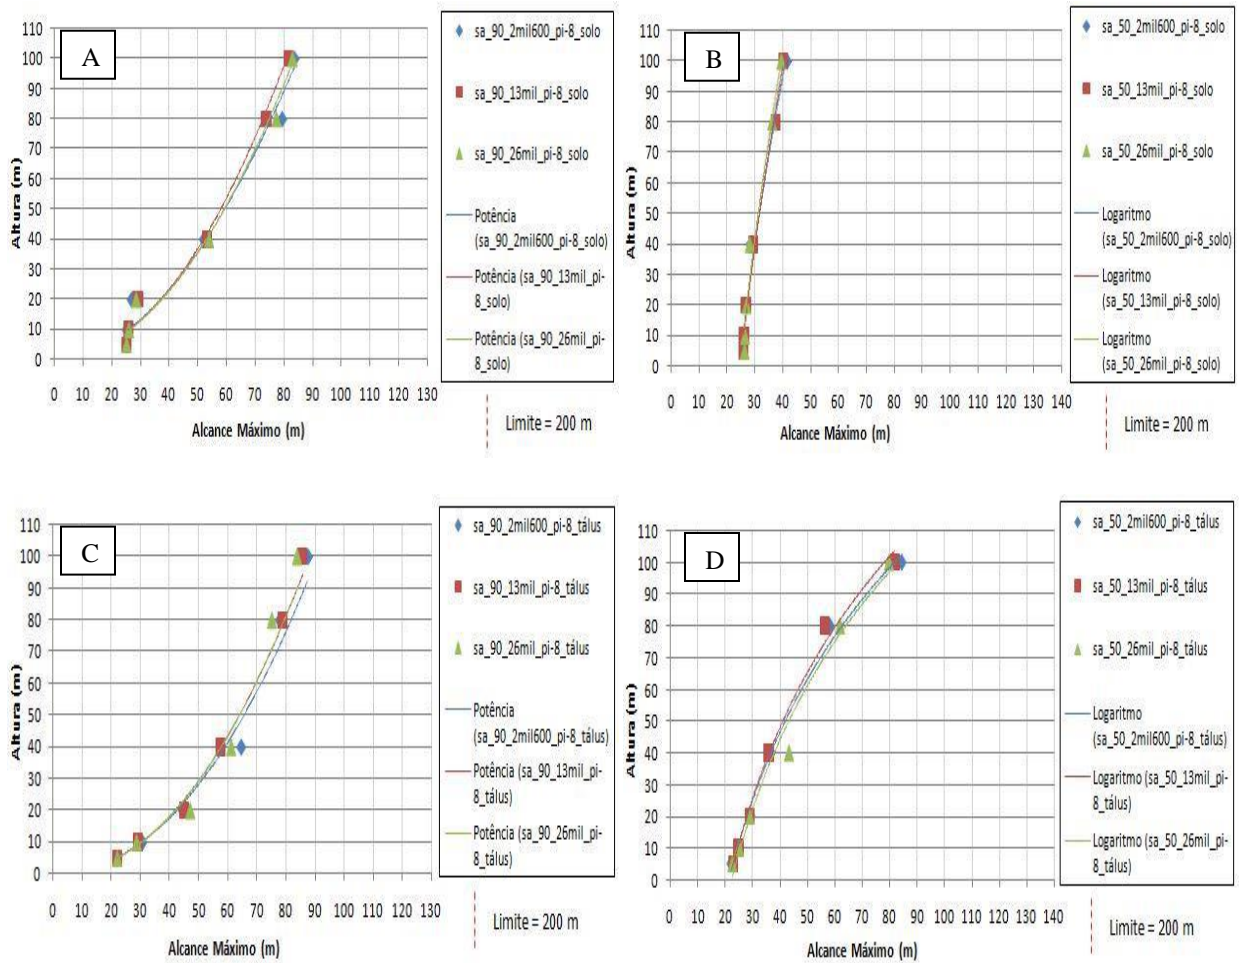 A
110
100
90
80
70
60
50
40
30
20
10
0
Altura (m)
0 10 20 30 40 50 60 70 80 90 100 110 120 130
Alcance Máximo (m)
sa_90_2mil600_pi-8_solo
sa_90_13mil_pi-8_solo
sa_90_26mil_pi-8_solo
Potência
(sa_90_2mil600_pi-8_solo)
Potência (sa_90_13mil_pi-
8_solo)
Potência (sa_90_26mil_pi-
8_solo)
Limite = 200 m
B
110
100
90
80
70
60
50
40
30
20
10
0
Altura (m)
0 10 20 30 40 50 60 70 80 90 100 110 120 130 140
Alcance Máximo (m)
sa_50_2mil600_pi-8_solo
sa_50_13mil_pi-8_solo
sa_50_26mil_pi-8_solo
Logaritmo
(sa_50_2mil600_pi-8_solo)
Logaritmo
(sa_50_13mil_pi-8_solo)
Logaritmo
(sa_50_26mil_pi-8_solo)
Limite = 200 m
C
110
100
90
80
70
60
50
40
30
20
10
0
Altura (m)
0 10 20 30 40 50 60 70 80 90 100 110 120 130
Alcance Máximo (m)
sa_90_2mil600_pi-8_tálus
sa_90_13mil_pi-8_tálus
sa_90_26mil_pi-8_tálus
Potência
(sa_90_2mil600_pi-8_tálus)
Potência (sa_90_13mil_pi-
8_tálus)
Potência (sa_90_26mil_pi-
8_tálus)
Limite = 200 m
D
110
100
90
80
70
60
50
40
30
20
10
0
Altura (m)
0 10 20 30 40 50 60 70 80 90 100 110 120 130 140
Alcance Máximo (m)
sa_50_2mil600_pi-8_tálus
sa_50_13mil_pi-8_tálus
sa_50_26mil_pi-8_tálus
Logaritmo
(sa_50_2mil600_pi-8_tálus)
Logaritmo (sa_50_13mil_pi-
8_tálus)
Logaritmo (sa_50_26mil_pi-
8_tálus)
Limite = 200 m